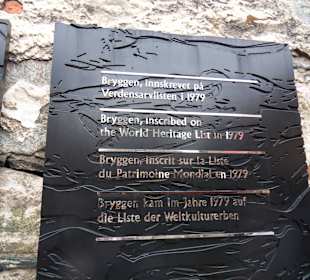 Bryggen, innskrevet på
Verdensarvlisten i 1979
Bryggen, inscribed on
the World Heritage List in 1979
Bryggen, inscrit sur la Liste
du Patrimoine Mondial en 1979
Bryggen kam im Jahre 1979 auf
die Liste der Weltkulturerben